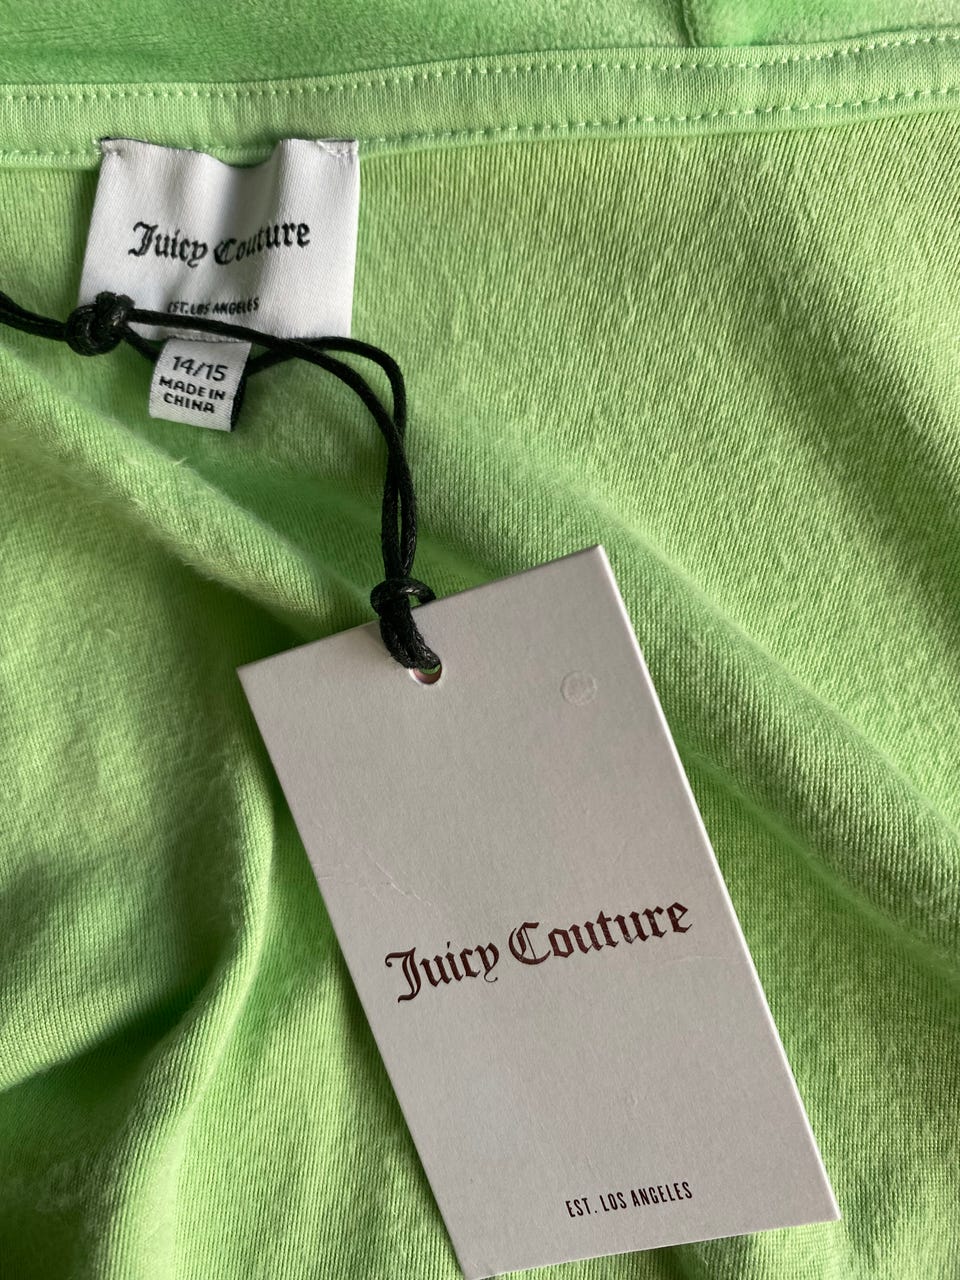 Juicy Couture
EST. LOS ANGELES
14/15
MADE IN
CHINA
Juicy Couture
EST. LOS ANGELES